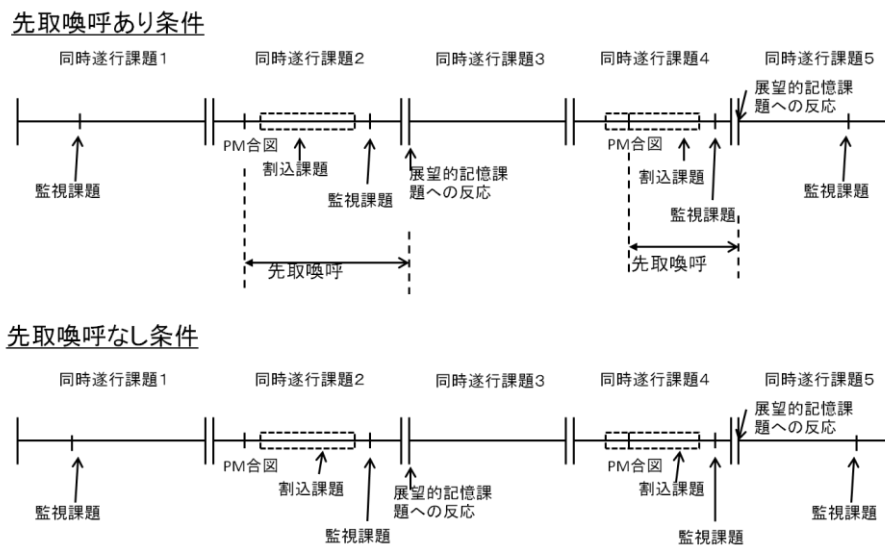 先取喚呼あり条件
同時遂行課題1
同時遂行課題2
同時遂行課題3
同時遂行課題4
同時遂行課題5
展望的記憶課
題への反応
PM合図
割込課題
監視課題
監視課題
展望的記憶課
題への反応
PM合図
割込課題
監視課題
監視課題
先取喚呼
先取喚呼
先取喚呼なし条件
同時遂行課題1
同時遂行課題2
同時遂行課題3
同時遂行課題4
同時遂行課題5
展望的記憶課
題への反応
PM合図
割込課題
監視課題
監視課題
展望的記憶課
題への反応
PM合図
割込課題
監視課題
監視課題